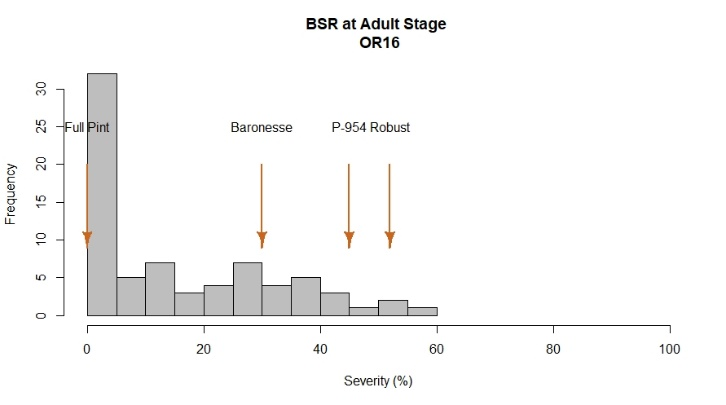 BSR at Adult Stage
OR16
Full Pint Baronesse P-954 Robust
Frequency
0 5 10 15 20 25 30
0 20 40 60 80 100
Severity (%)